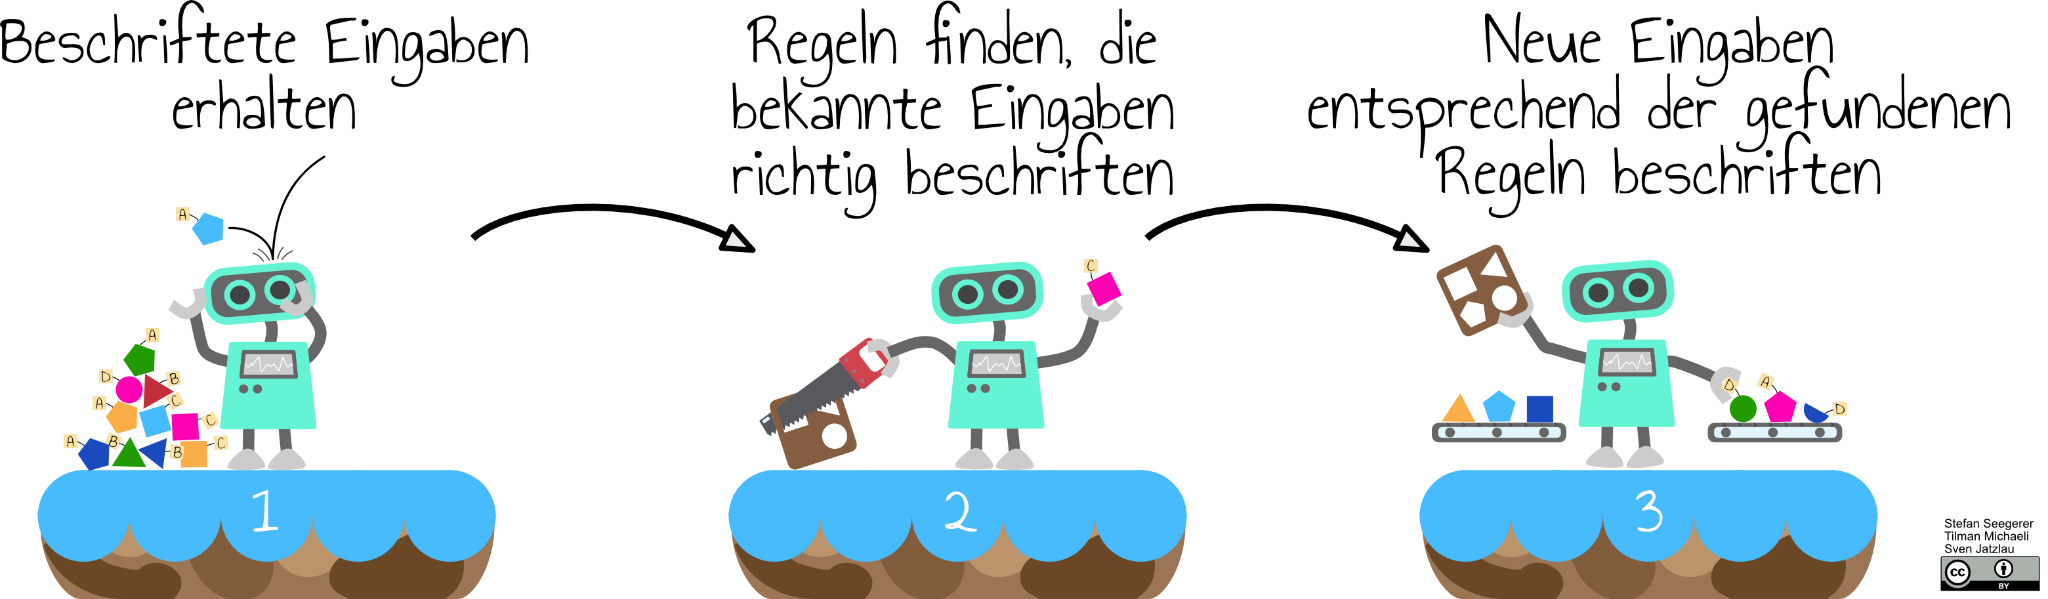 Beschriftete Eingaben
erhalten
A
A
D
B
A
C
C
A
B
B
C
1
Regeln finden, die
bekannte Eingaben
richtig beschriften
C
2
Neue Eingaben
entsprechend der gefundenen
Regeln beschriften
D
A
D
3
Stefan Seegerer
Tilman Michaeli
Sven Jatzlau
cc
BY